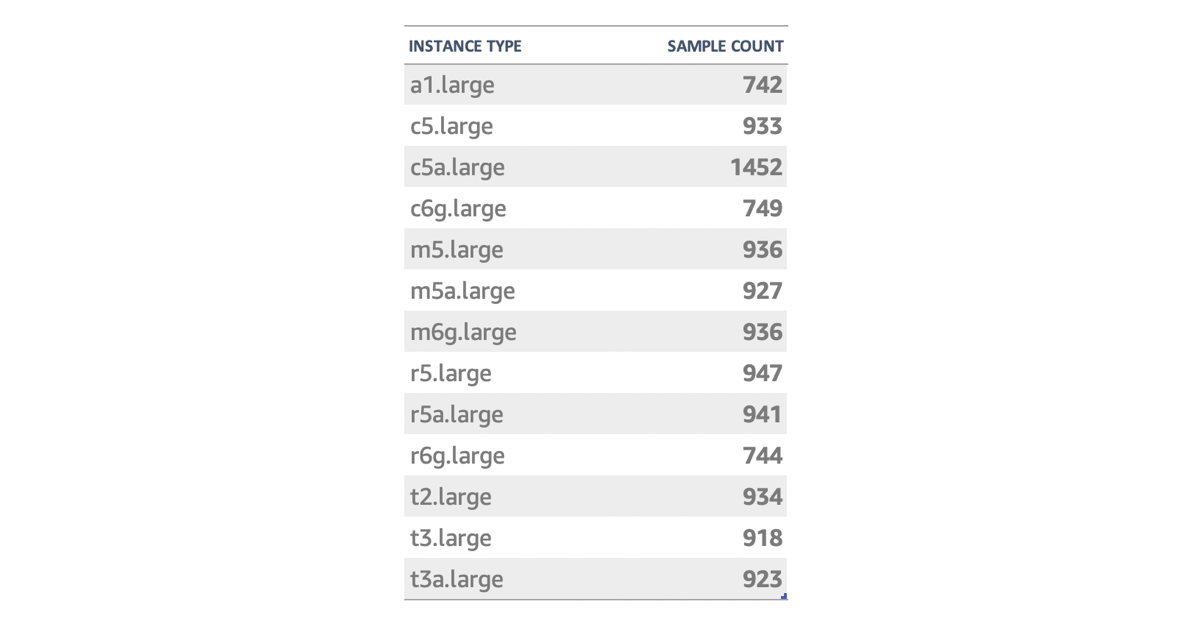 INSTANCE TYPE SAMPLE COUNT
a1.large 742
c5.large 933
c5a.large 1452
c6g.large 749
m5.large 936
m5a.large 927
m6g.large 936
r5.large 947
r5a.large 941
r6g.large 744
t2.large 934
t3.large 918
t3a.large 923